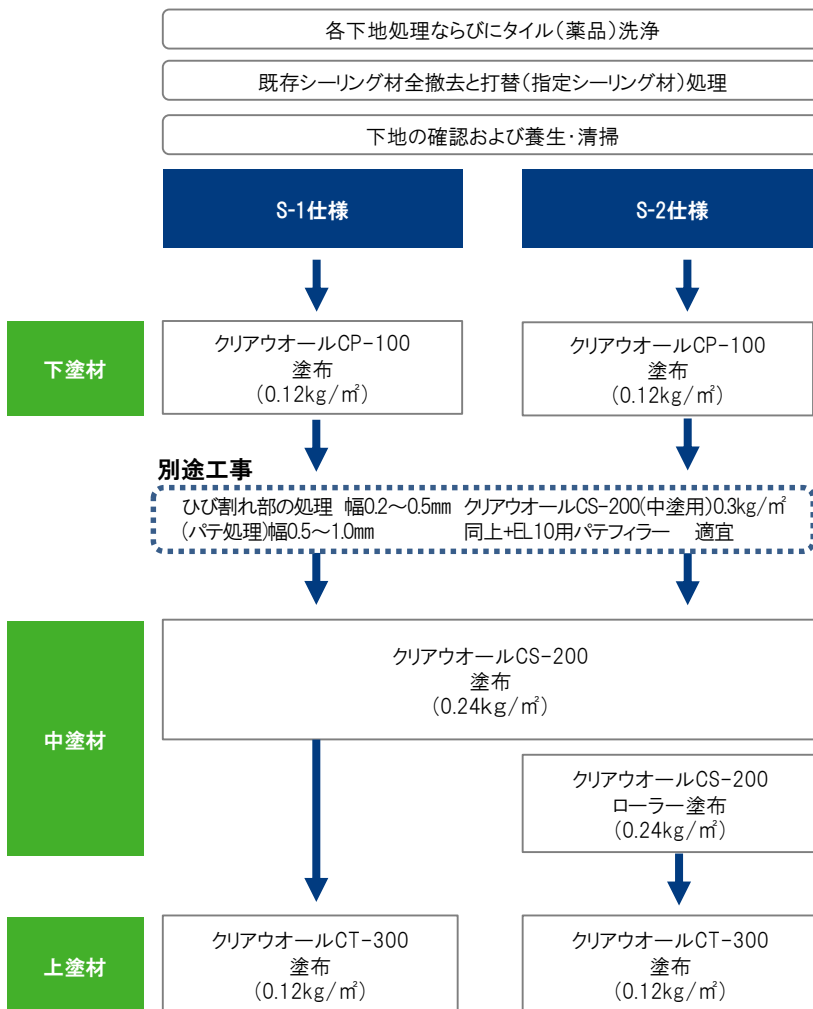 各下地処理ならびにタイル(薬品)洗浄
既存シーリング材全撤去と打替(指定シーリング材)処理
下地の確認および養生・清掃
S-1仕様
S-2仕様
下塗材
クリアウオールCP-100
塗布
(0.12kg/㎡)
クリアウオールCP-100
塗布
(0.12kg/㎡)
別途工事
ひび割れ部の処理 幅0.2～0.5mm クリアウオールCS-200(中塗用)0.3kg/㎡
(パテ処理)幅0.5～1.0mm 同上+EL10用パテフィラー 適宜
中塗材
クリアウオールCS-200
塗布
(0.24kg/㎡)
クリアウオールCS-200
ローラー塗布
(0.24kg/㎡)
上塗材
クリアウオールCT-300
塗布
(0.12kg/㎡)
クリアウオールCT-300
塗布
(0.12kg/㎡)